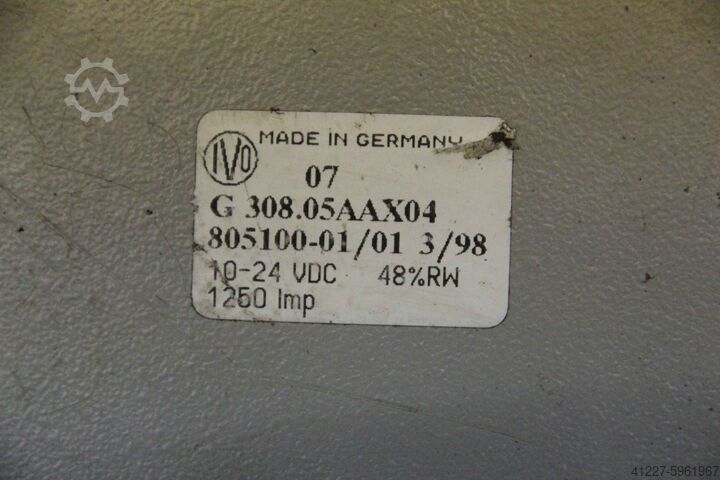 IVO
MADE IN GERMANY
07
G 308.05AAX04
805100-01/01 3/98
10-24 VDC 48%RW
1250 Imp
41227-5961967